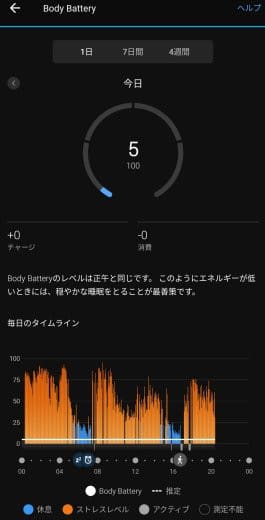 Body Battery
ヘルプ
1日 7日間 4週間
今日
5
100
+0
チャージ
-0
消費
Body Batteryのレベルは正午と同じです。 このようにエネルギーが低
いときには、穏やかな睡眠をとることが最善策です。
毎日のタイムライン
100
75
50
25
0
00 04 08 12 16 20 00
Body Battery 推定
休息 ストレスレベル アクティブ 測定不能